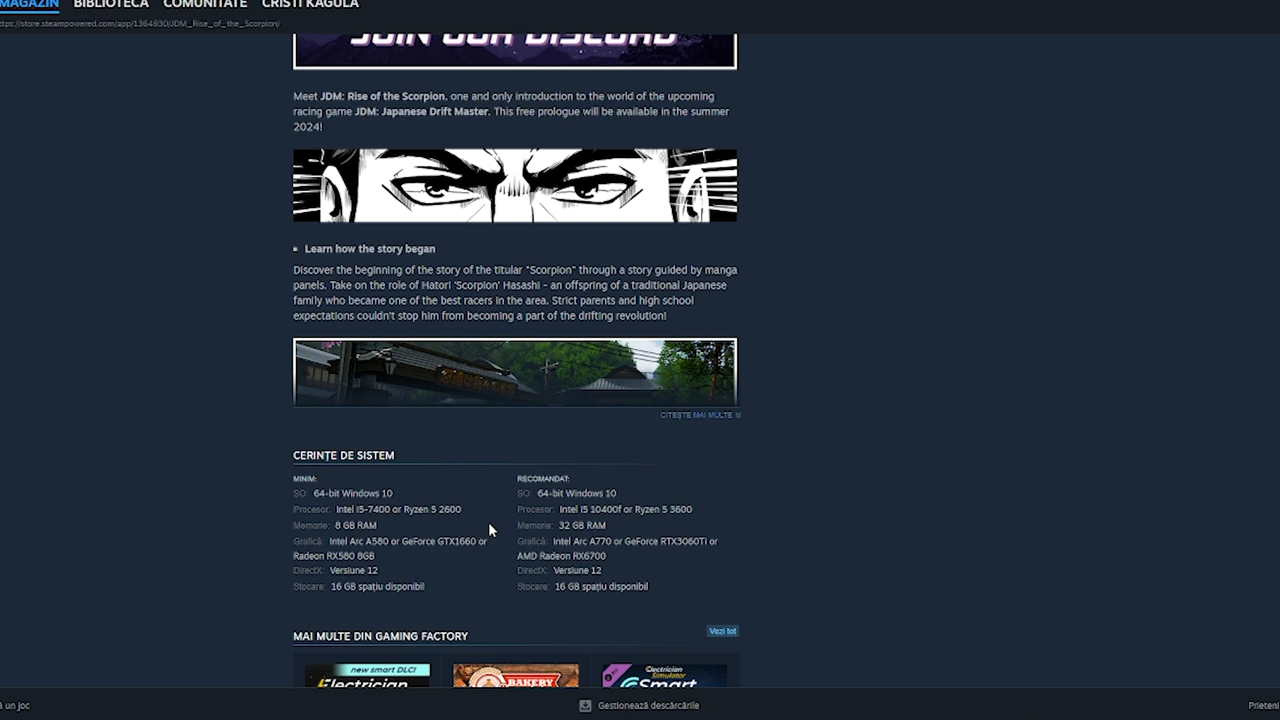 MAGAZIN BIBLIOTECĂ COMUNITATE CRISTI KAGULA
ttps://store.steampowered.com/app/1364930/JDM_Rise_of_the_Scorpion/
JOIN OUR DISCORD
Meet JDM: Rise of the Scorpion, one and only introduction to the world of the upcoming
racing game JDM: Japanese Drift Master. This free prologue will be available in the summer
2024!
Learn how the story began
Discover the beginning of the story of the titular "Scorpion" through a story guided by manga
panels. Take on the role of Hatori 'Scorpion' Hasashi - an offspring of a traditional Japanese
family who became one of the best racers in the area. Strict parents and high school
expectations couldn't stop him from becoming a part of the drifting revolution!
CITEȘTE MAI MULTE
CERINȚE DE SISTEM
MINIM:
SO: 64-bit Windows 10
Procesor: Intel I5-7400 or Ryzen 5 2600
Memorie: 8 GB RAM
Grafică: Intel Arc A580 or GeForce GTX1660 or
Radeon RX580 8GB
DirectX: Versiune 12
Stocare: 16 GB spațiu disponibil
RECOMANDAT:
SO: 64-bit Windows 10
Procesor: Intel I5 10400f or Ryzen 5 3600
Memorie: 32 GB RAM
Grafică: Intel Arc A770 or GeForce RTX3060Ti or
AMD Radeon RX6700
DirectX: Versiune 12
Stocare: 16 GB spațiu disponibil
MAI MULTE DIN GAMING FACTORY
Vezi tot
new smart DLC!
Electrician
BAKERY
Electrician
Simulator
Smart
ă un joc
Gestionează descărcările
Prieteni